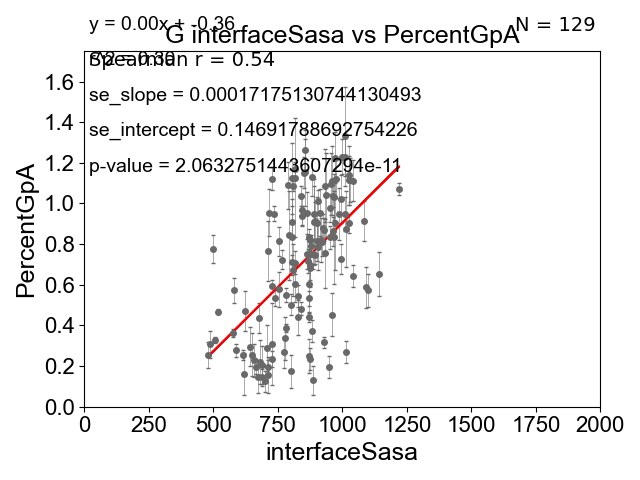 y = 0.00x + -0.36
N = 129
G interfaceSasa vs PercentGpA
Spearman r = 0.54
se_slope = 0.00017175130744130493
se_intercept = 0.14691788692754226
p-value = 2.0632751443607294e-11
PercentGpA
1.6
1.4
1.2
1.0
0.8
0.6
0.4
0.2
0.0
0 250 500 750 1000 1250 1500 1750 2000
interfaceSasa